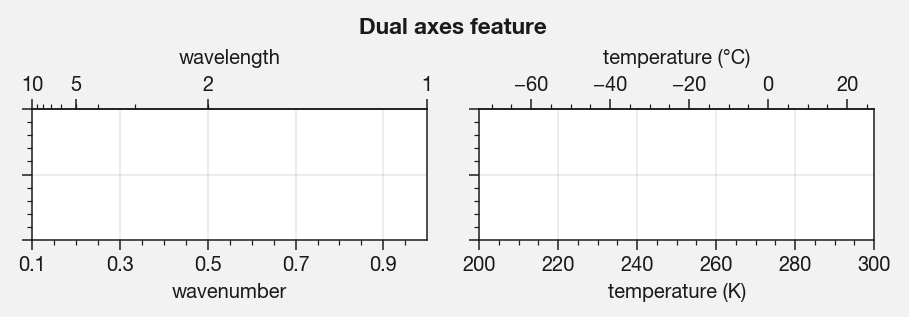 Dual axes feature
wavelength
10 5 2 1
0.1 0.3 0.5 0.7 0.9
wavenumber
temperature (°C)
−60 −40 −20 0 20
200 220 240 260 280 300
temperature (K)